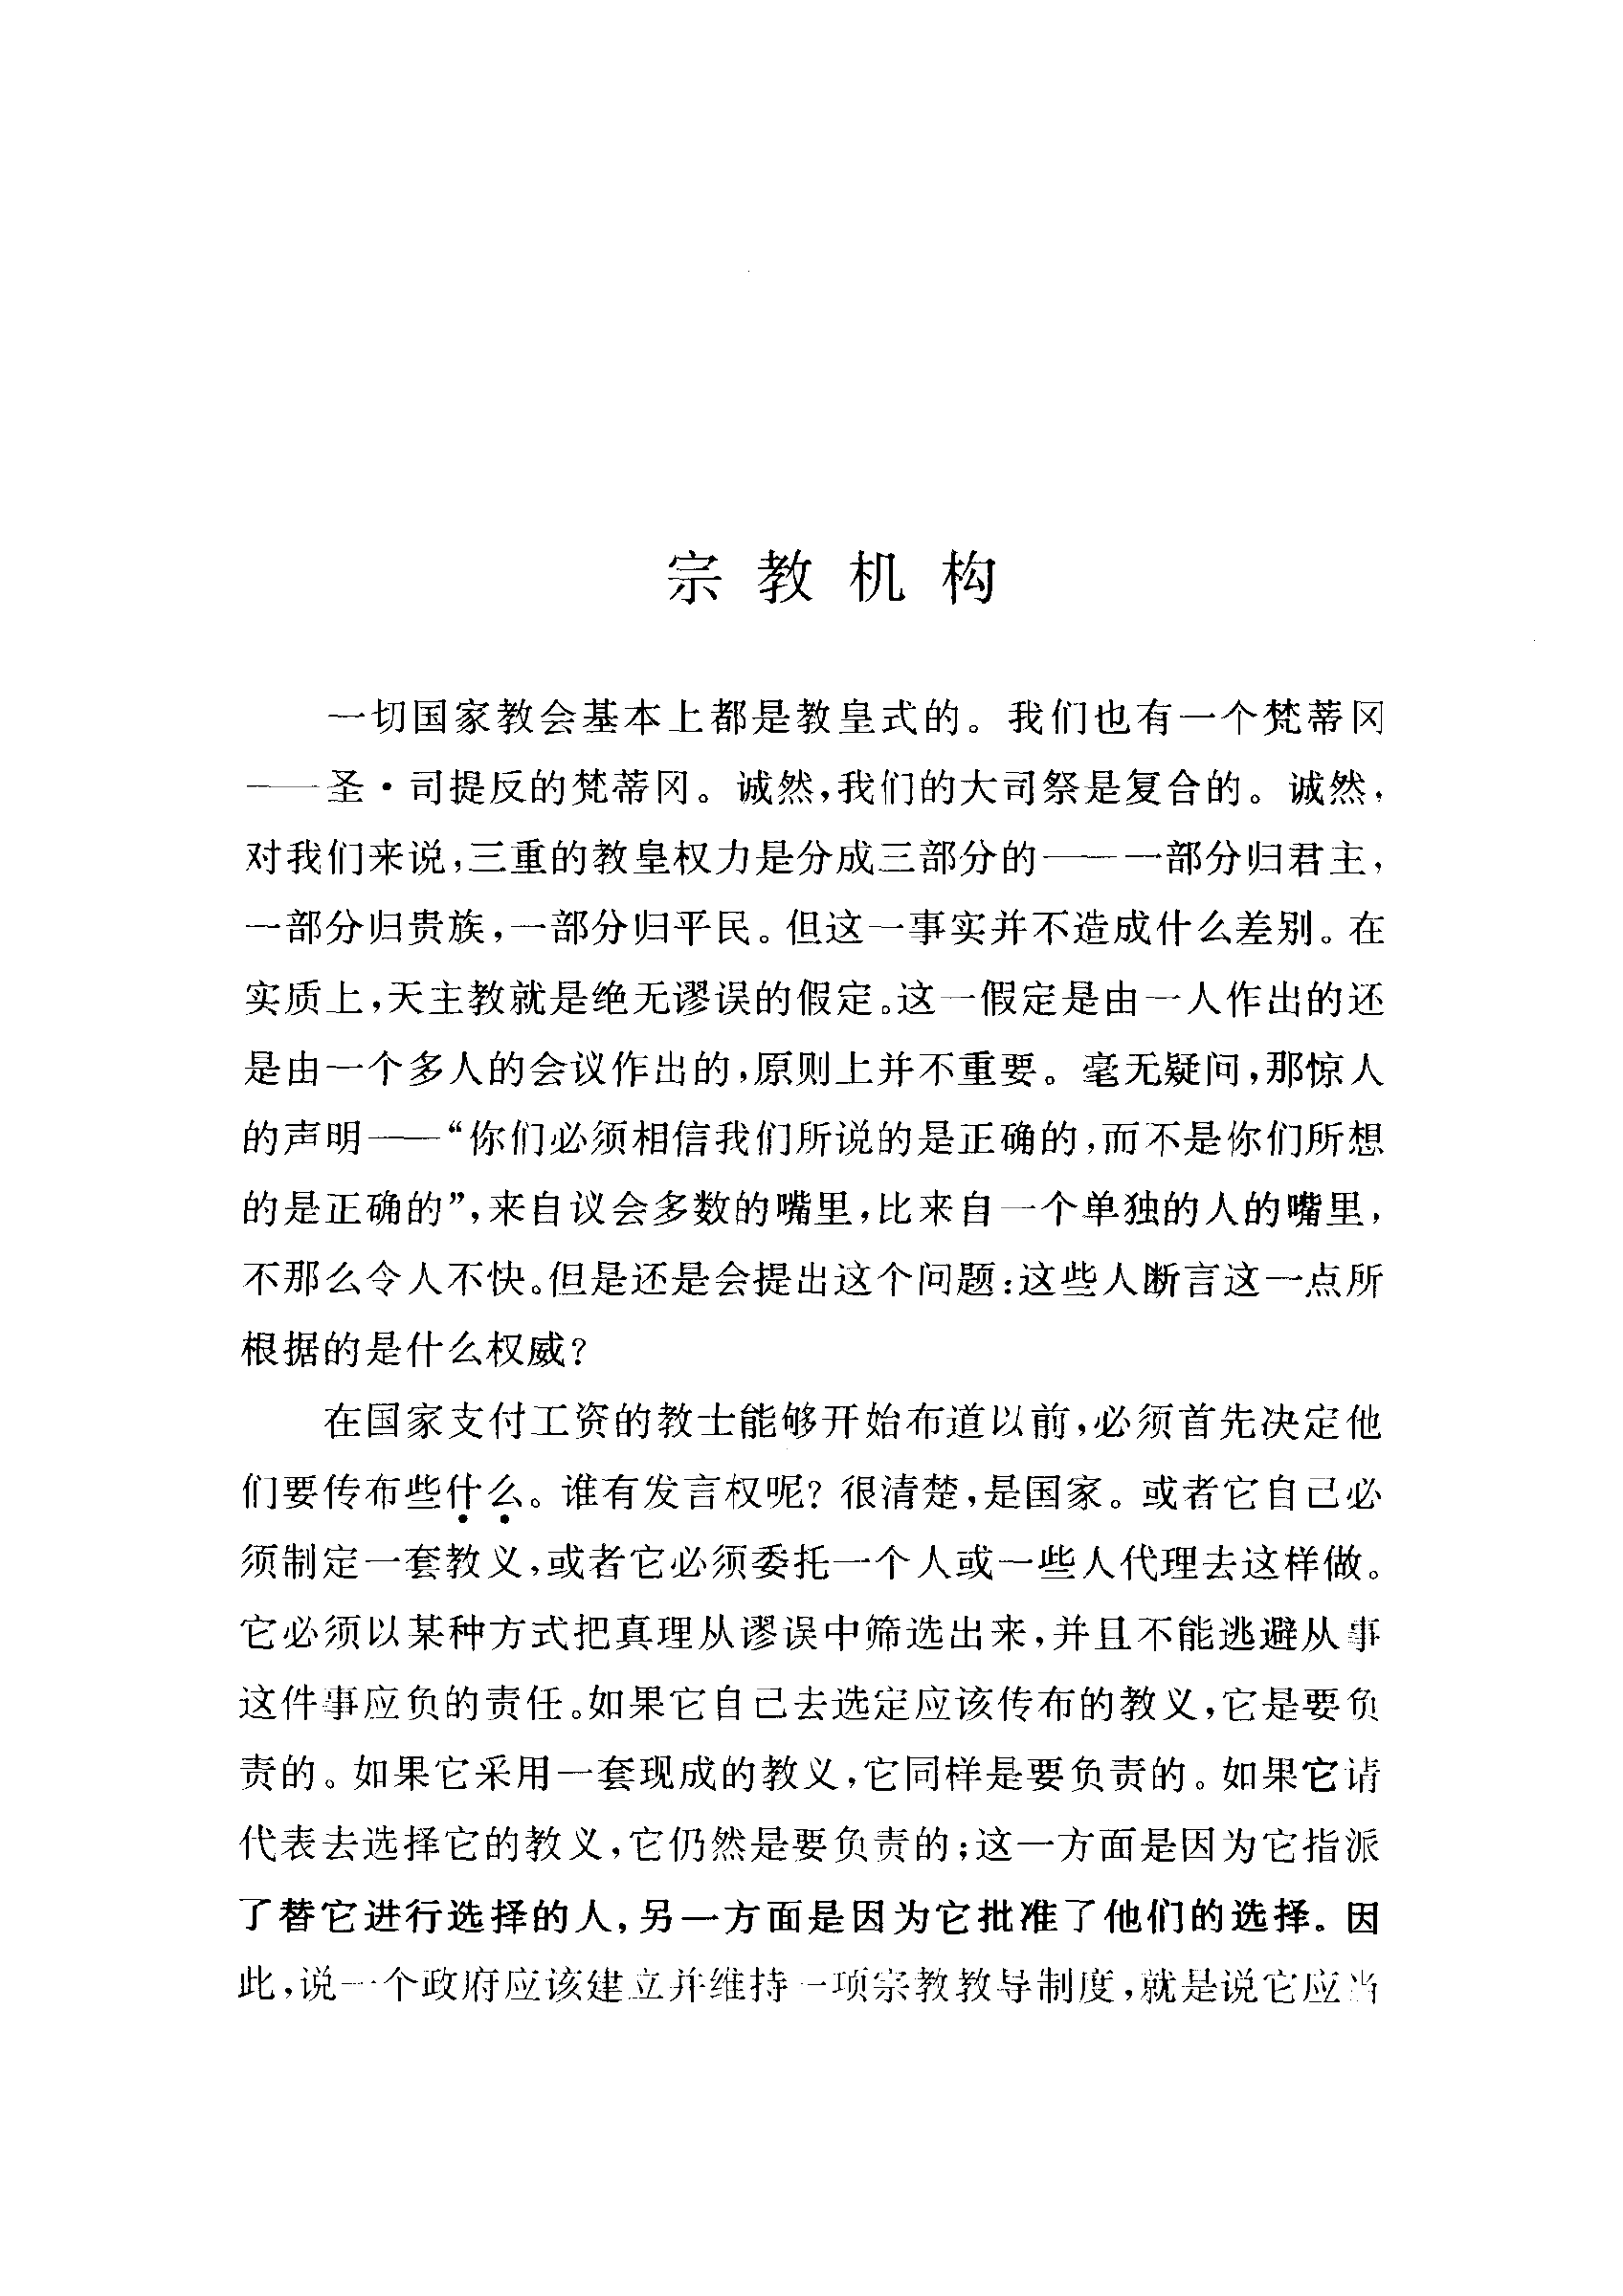 宗教机构
一切国家教会基本上都是教皇式的。我们也有一个梵蒂冈
——圣·司提反的梵蒂冈。诚然,我们的大司祭是复合的。诚然,
对我们来说,三重的教皇权力是分成三部分的——一部分归君主,
一部分归贵族,一部分归平民。但这一事实并不造成什么差别。在
实质上,天主教就是绝无谬误的假定。这一假定是由一人作出的还
是由一个多人的会议作出的,原则上并不重要。毫无疑问,那惊人
的声明——“你们必须相信我们所说的是正确的,而不是你们所想
的是正确的”,来自议会多数的嘴里,比来自一个单独的人的嘴里,
不那么令人不快。但是还是会提出这个问题:这些人断言这一点所
根据的是什么权威?
在国家支付工资的教士能够开始布道以前,必须首先决定他
们要传布些什么。谁有发言权呢?很清楚,是国家。或者它自己必
须制定一套教义,或者它必须委托一个人或一些人代理去这样做。
它必须以某种方式把真理从谬误中筛选出来,并且不能逃避从事
这件事应负的责任。如果它自己去选定应该传布的教义,它是要负
责的。如果它采用一套现成的教义,它同样是要负责的。如果它请
代表去选择它的教义,它仍然是要负责的;这一方面是因为它指派
了替它进行选择的人,另一方面是因为它批准了他们的选择。因
此,说一个政府应该建立并维持一项宗教教导制度,就是说它应当